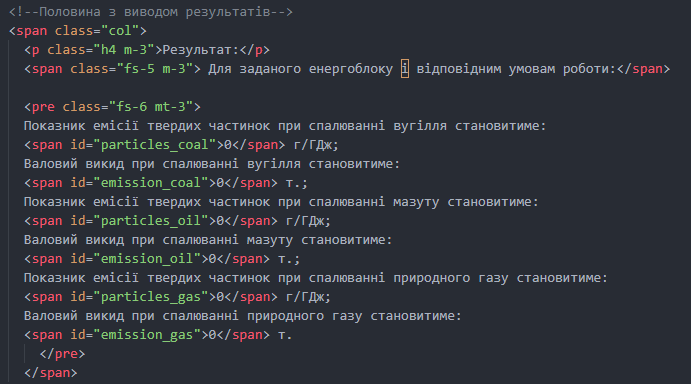 <!--Половина з виводом результатів-->
<span class="col">
<p class="h4 m-3">Результат:</p>
<span class="fs-5 m-3"> Для заданого енергоблоку і відповідним умовам роботи:</span>
<pre class="fs-6 mt-3">
Показник емісії твердих частинок при спалюванні вугілля становитиме:
<span id="particles_coal">0</span> г/ГДж;
Валовий викид при спалюванні вугілля становитиме:
<span id="emission_coal">0</span> т.;
Показник емісії твердих частинок при спалюванні мазуту становитиме:
<span id="particles_oil">0</span> г/ГДж;
Валовий викид при спалюванні мазуту становитиме:
<span id="emission_oil">0</span> т.;
Показник емісії твердих частинок при спалюванні природного газу становитиме:
<span id="particles_gas">0</span> г/ГДж;
Валовий викид при спалюванні природного газу становитиме:
<span id="emission_gas">0</span> т.
</pre>
</span>